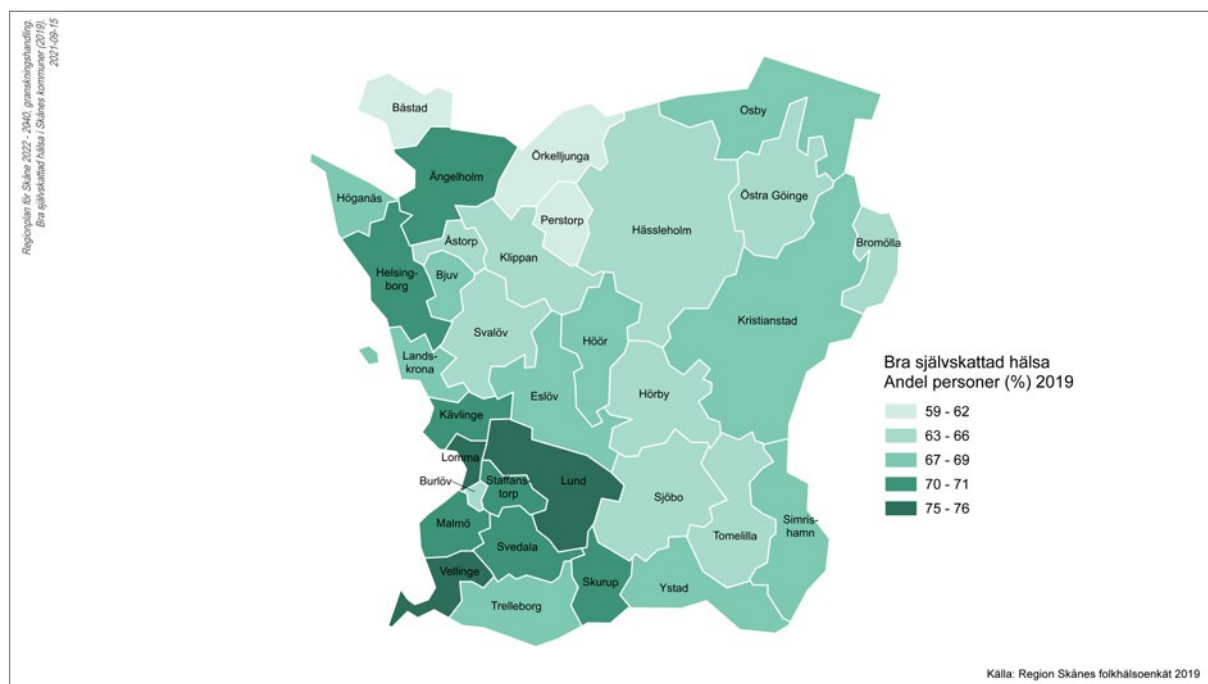 Regionplan för Skåne 2022 - 2040, granskningshandling.
Bra självskattad hälsa i Skånes kommuner (2019),
2021-09-15
Båstad
Osby
Örkelljunga
Ängelholm
Östra Göinge
Höganäs
Perstorp
Hässleholm
Åstorp
Bromölla
Klippan
Helsing-
borg
Bjuv
Kristianstad
Svalöv
Höör
Lands-
krona
Eslöv
Hörby
Kävlinge
Lomma
Burlöv
Staffans-
torp
Lund
Sjöbo
Malmö
Simris-
hamn
Tomelilla
Svedala
Vellinge
Skurup
Ystad
Trelleborg
Bra självskattad hälsa
Andel personer (%) 2019
59 - 62
63 - 66
67 - 69
70 - 71
75 - 76
Källa: Region Skånes folkhälsoenkät 2019